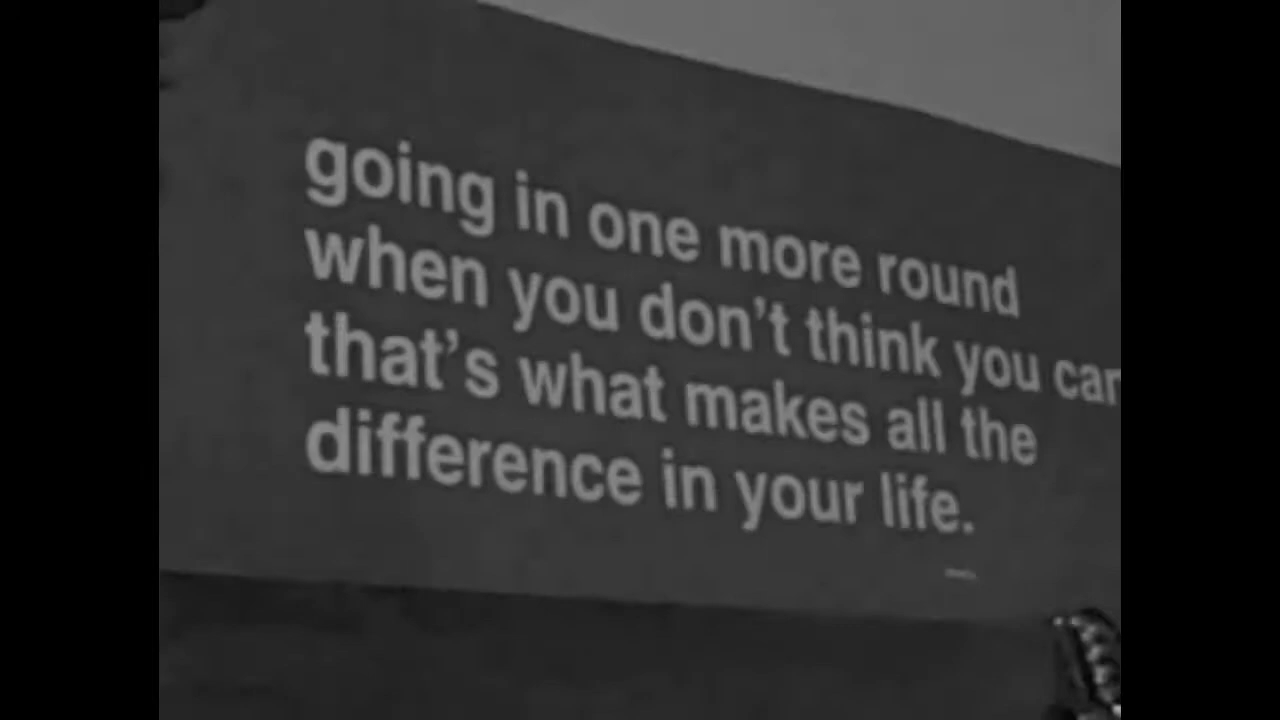 going in one more round
when you don't think you can
that's what makes all the
difference in your life.